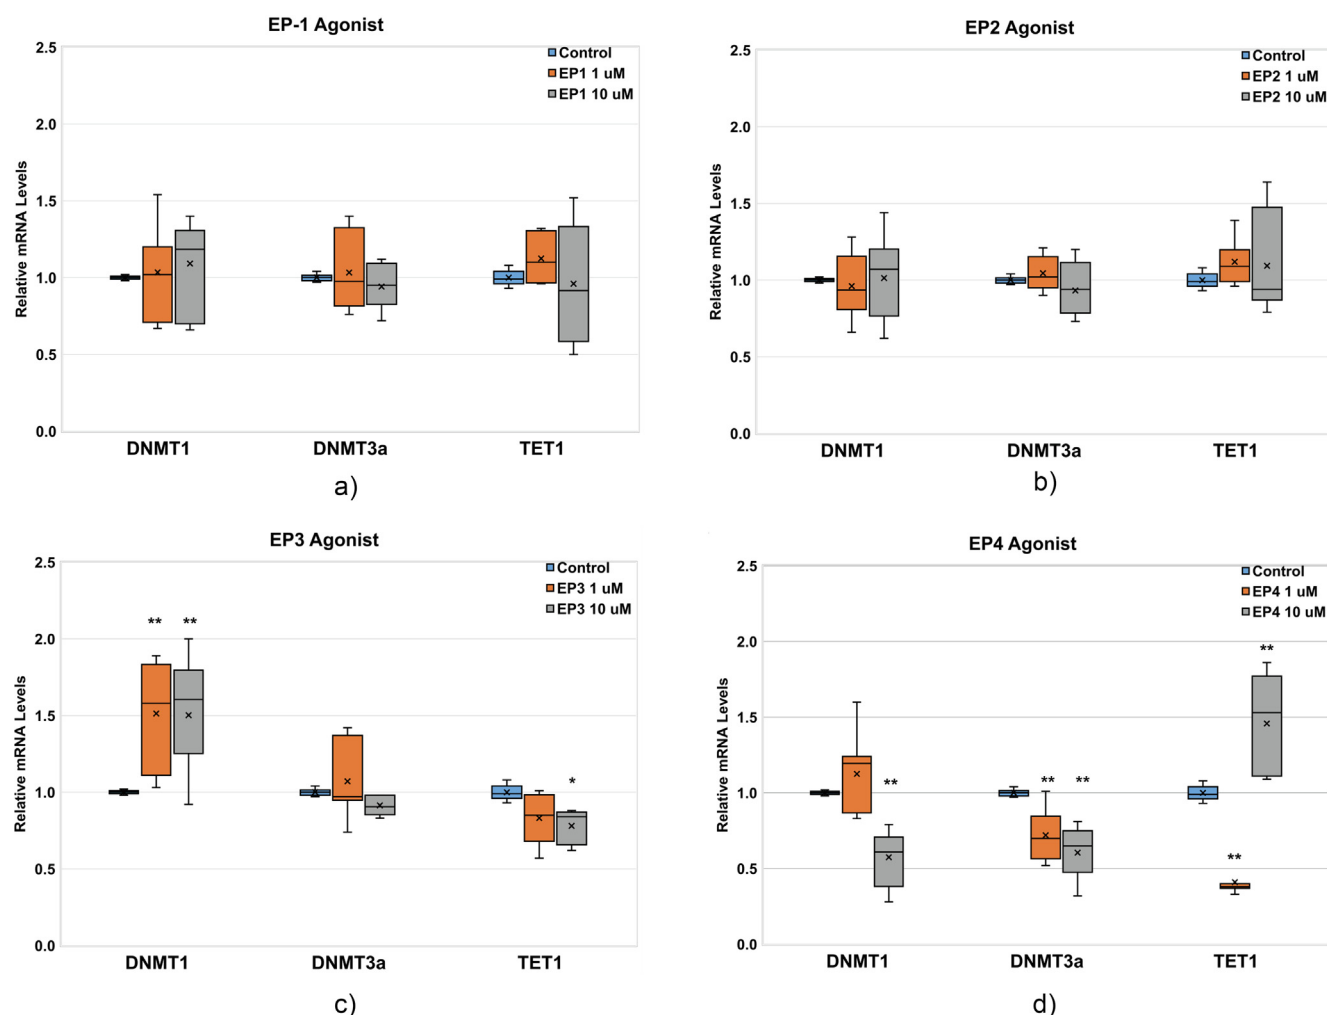 EP-1 Agonist
Control
EP1 1 uM
EP1 10 uM
Relative mRNA Levels
2.5
2.0
1.5
1.0
0.5
0.0
DNMT1 DNMT3a TET1
a)
EP2 Agonist
Control
EP2 1 uM
EP2 10 uM
Relative mRNA Levels
2.5
2.0
1.5
1.0
0.5
0.0
DNMT1 DNMT3a TET1
b)
EP3 Agonist
Control
EP3 1 uM
EP3 10 uM
Relative mRNA Levels
2.5
2.0
1.5
1.0
0.5
0.0
** **
*
DNMT1 DNMT3a TET1
c)
EP4 Agonist
Control
EP4 1 uM
EP4 10 uM
Relative mRNA Levels
2.5
2.0
1.5
1.0
0.5
0.0
**
** ** **
**
DNMT1 DNMT3a TET1
d)